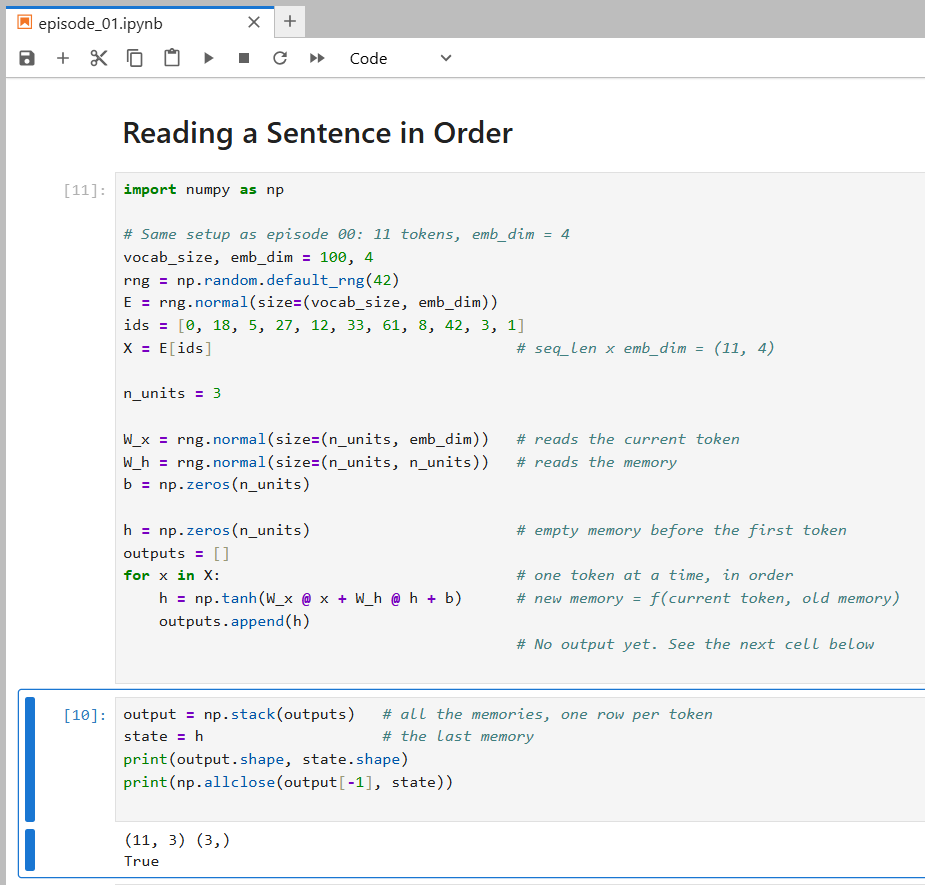 episode_01.ipynb
Code
Reading a Sentence in Order
[11]:
import numpy as np
# Same setup as episode 00: 11 tokens, emb_dim = 4
vocab_size, emb_dim = 100, 4
rng = np.random.default_rng(42)
E = rng.normal(size=(vocab_size, emb_dim))
ids = [0, 18, 5, 27, 12, 33, 61, 8, 42, 3, 1]
X = E[ids] # seq_len x emb_dim = (11, 4)
n_units = 3
W_x = rng.normal(size=(n_units, emb_dim)) # reads the current token
W_h = rng.normal(size=(n_units, n_units)) # reads the memory
b = np.zeros(n_units)
h = np.zeros(n_units) # empty memory before the first token
outputs = []
for x in X: # one token at a time, in order
    h = np.tanh(W_x @ x + W_h @ h + b) # new memory = f(current token, old memory)
    outputs.append(h)
# No output yet. See the next cell below
[10]:
output = np.stack(outputs) # all the memories, one row per token
state = h # the last memory
print(output.shape, state.shape)
print(np.allclose(output[-1], state))
(11, 3) (3,)
True